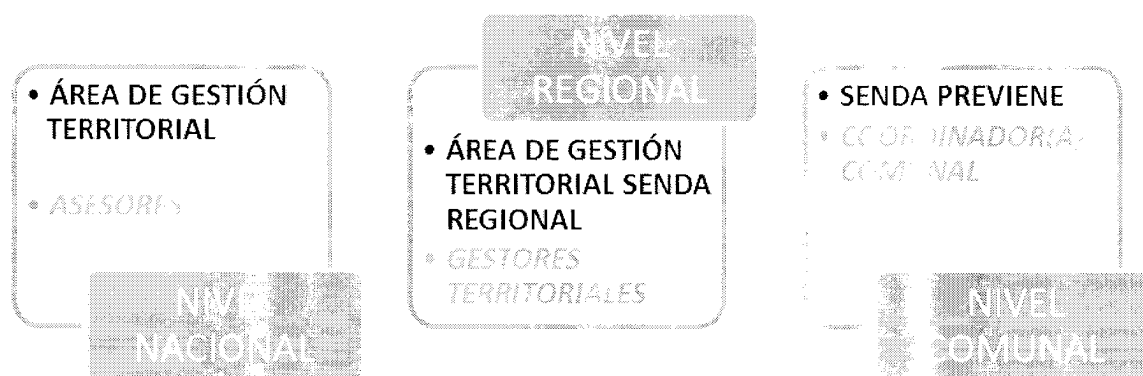 • ÁREA DE GESTIÓN
TERRITORIAL
• ASESORES
NIVEL
NACIONAL
NIVEL
REGIONAL
• ÁREA DE GESTIÓN
TERRITORIAL SENDA
REGIONAL
• GESTORES
TERRITORIALES
• SENDA PREVIENE
• COORDINADOR(A)
COMUNAL
NIVEL
COMUNAL